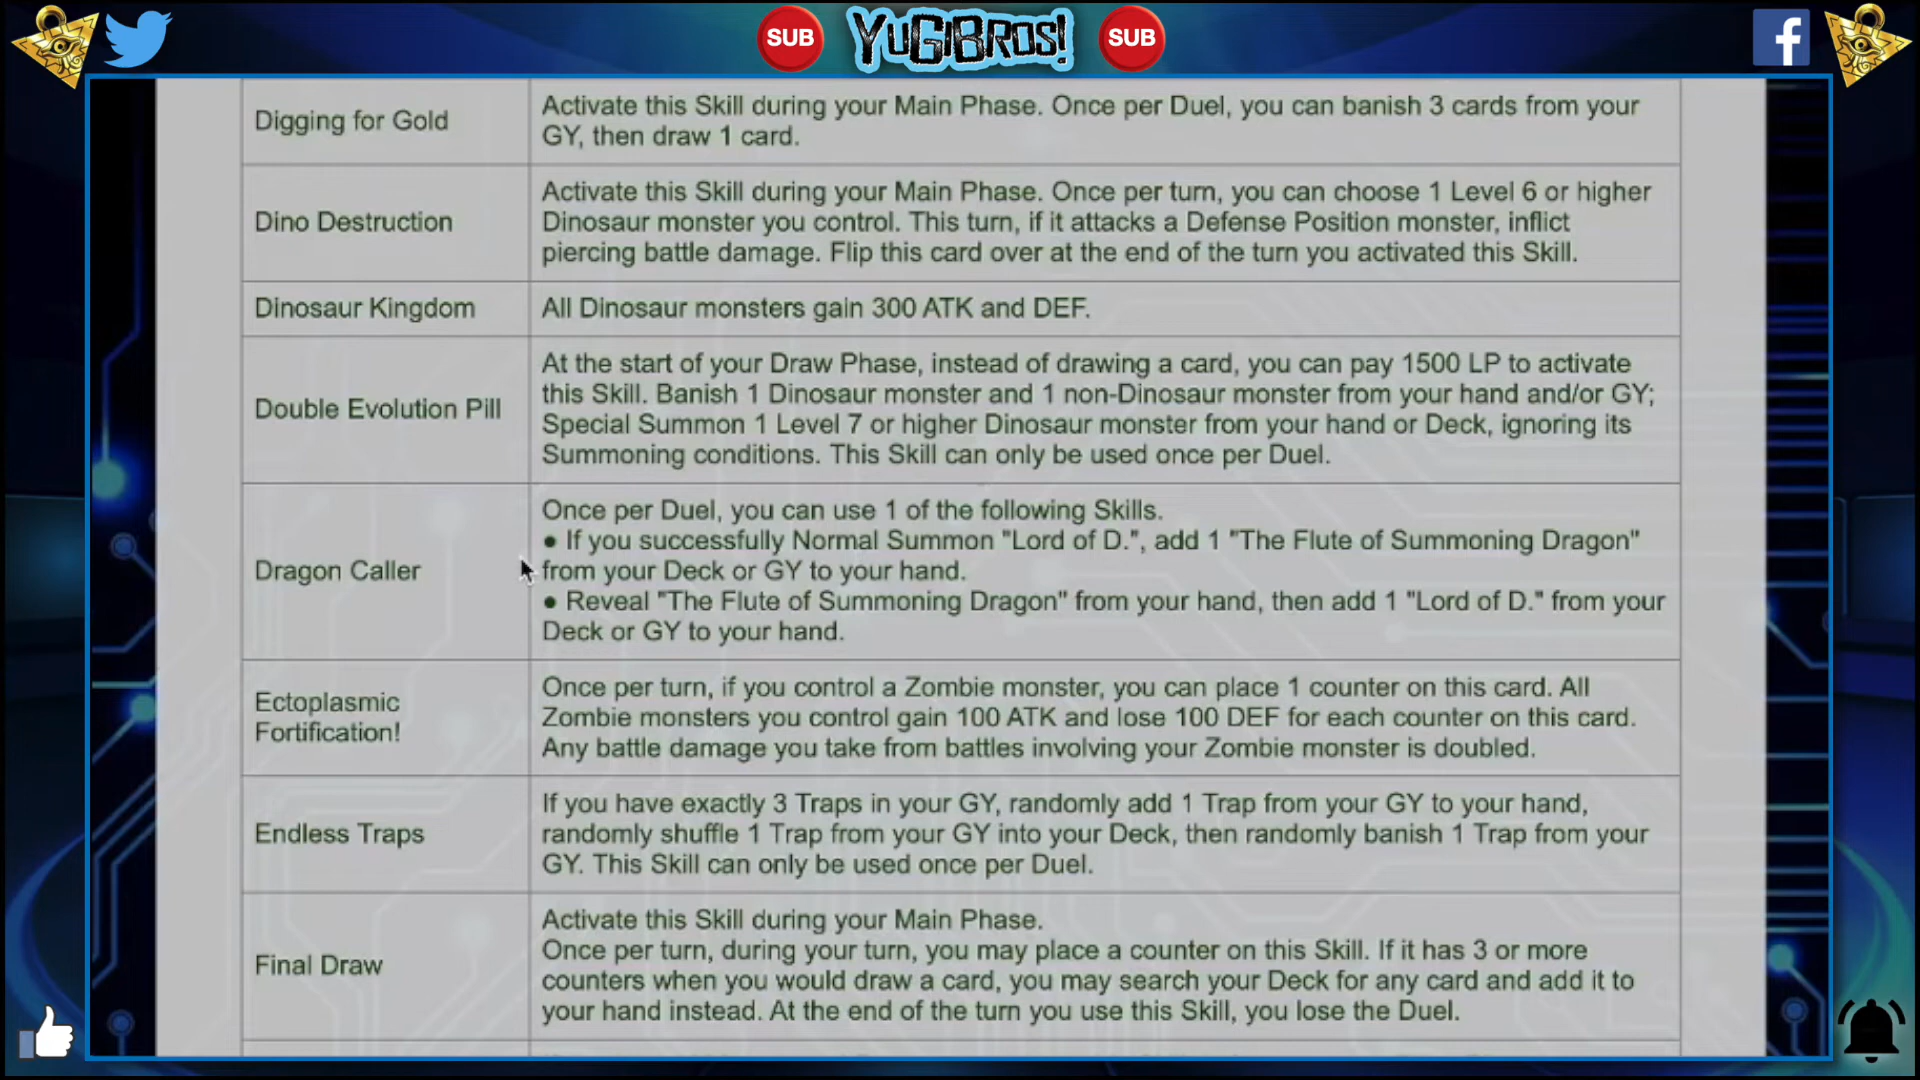 SUB
YUGIBROS!
SUB
Digging for Gold
Activate this Skill during your Main Phase. Once per Duel, you can banish 3 cards from your
GY, then draw 1 card.
Dino Destruction
Activate this Skill during your Main Phase. Once per turn, you can choose 1 Level 6 or higher
Dinosaur monster you control. This turn, if it attacks a Defense Position monster, inflict
piercing battle damage. Flip this card over at the end of the turn you activated this Skill.
Dinosaur Kingdom
All Dinosaur monsters gain 300 ATK and DEF.
Double Evolution Pill
At the start of your Draw Phase, instead of drawing a card, you can pay 1500 LP to activate
this Skill. Banish 1 Dinosaur monster and 1 non-Dinosaur monster from your hand and/or GY;
Special Summon 1 Level 7 or higher Dinosaur monster from your hand or Deck, ignoring its
Summoning conditions. This Skill can only be used once per Duel.
Dragon Caller
Once per Duel, you can use 1 of the following Skills.
● If you successfully Normal Summon "Lord of D.", add 1 "The Flute of Summoning Dragon"
from your Deck or GY to your hand.
● Reveal "The Flute of Summoning Dragon" from your hand, then add 1 "Lord of D." from your
Deck or GY to your hand.
Ectoplasmic
Fortification!
Once per turn, if you control a Zombie monster, you can place 1 counter on this card. All
Zombie monsters you control gain 100 ATK and lose 100 DEF for each counter on this card.
Any battle damage you take from battles involving your Zombie monster is doubled.
Endless Traps
If you have exactly 3 Traps in your GY, randomly add 1 Trap from your GY to your hand,
randomly shuffle 1 Trap from your GY into your Deck, then randomly banish 1 Trap from your
GY. This Skill can only be used once per Duel.
Final Draw
Activate this Skill during your Main Phase.
Once per turn, during your turn, you may place a counter on this Skill. If it has 3 or more
counters when you would draw a card, you may search your Deck for any card and add it to
your hand instead. At the end of the turn you use this Skill, you lose the Duel.